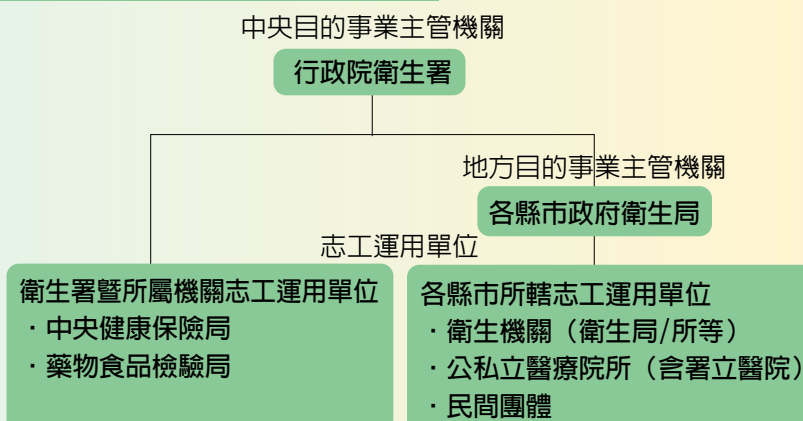 中央目的事業主管機關
行政院衛生署
地方目的事業主管機關
各縣市政府衛生局
志工運用單位
衛生署暨所屬機關志工運用單位
·中央健康保險局
·藥物食品檢驗局
各縣市所轄志工運用單位
·衛生機關（衛生局/所等）
·公私立醫療院所（含署立醫院）
·民間團體